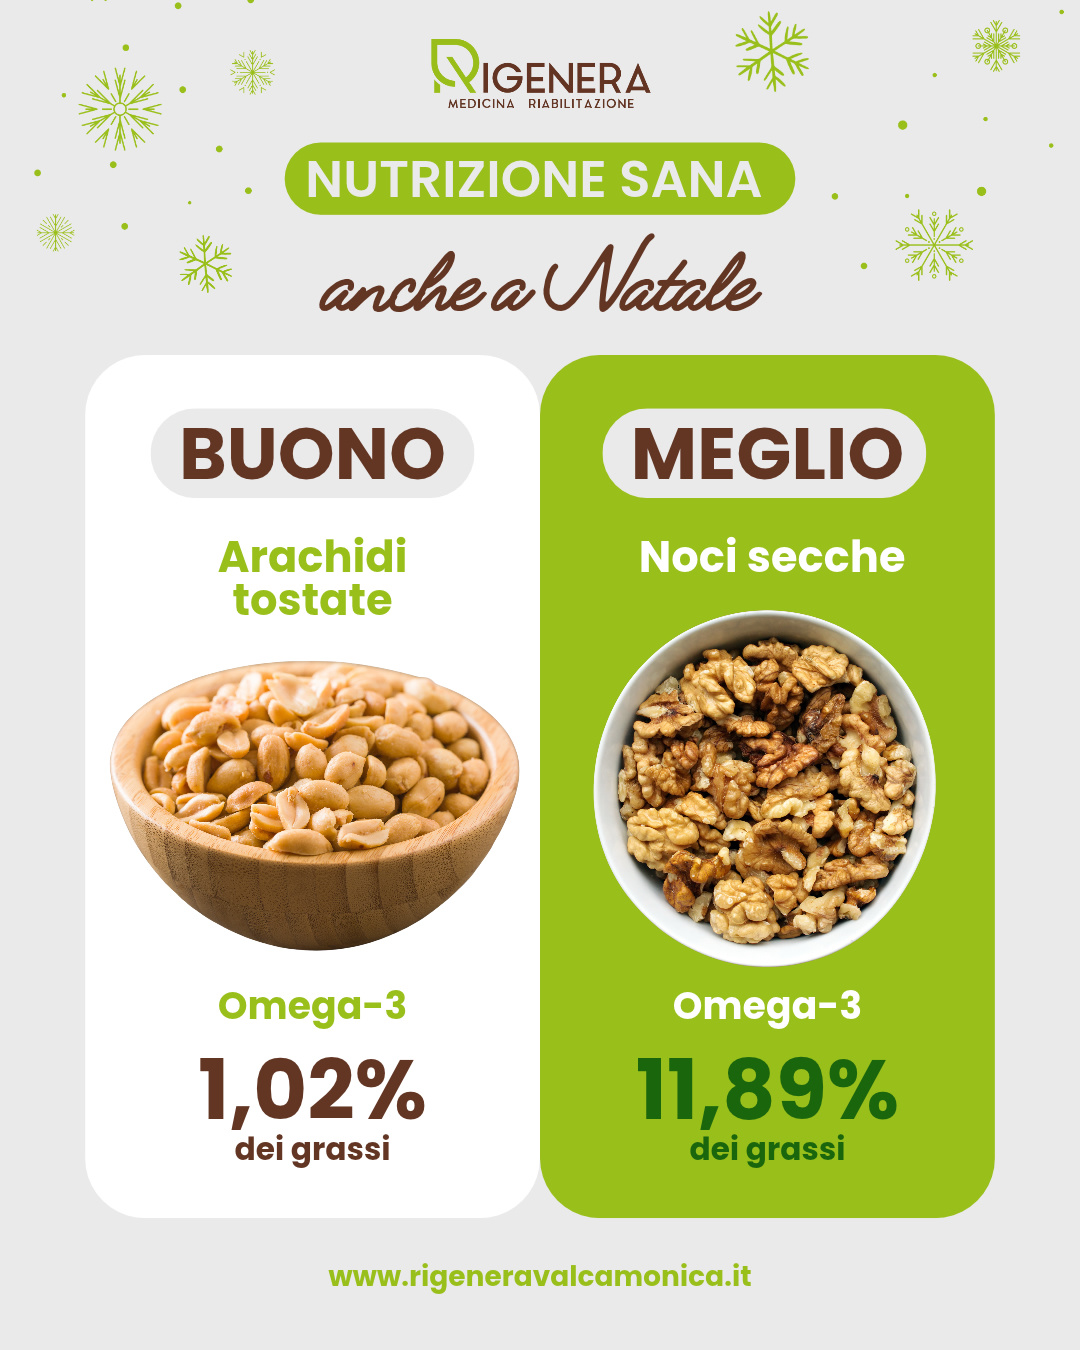 RIGENERA
MEDICINA RIABILITAZIONE
NUTRIZIONE SANA
anche a Natale
BUONO
Arachidi
tostate
Omega-3
1,02%
dei grassi
MEGLIO
Noci secche
Omega-3
11,89%
dei grassi
www.rigeneravalcamonica.it